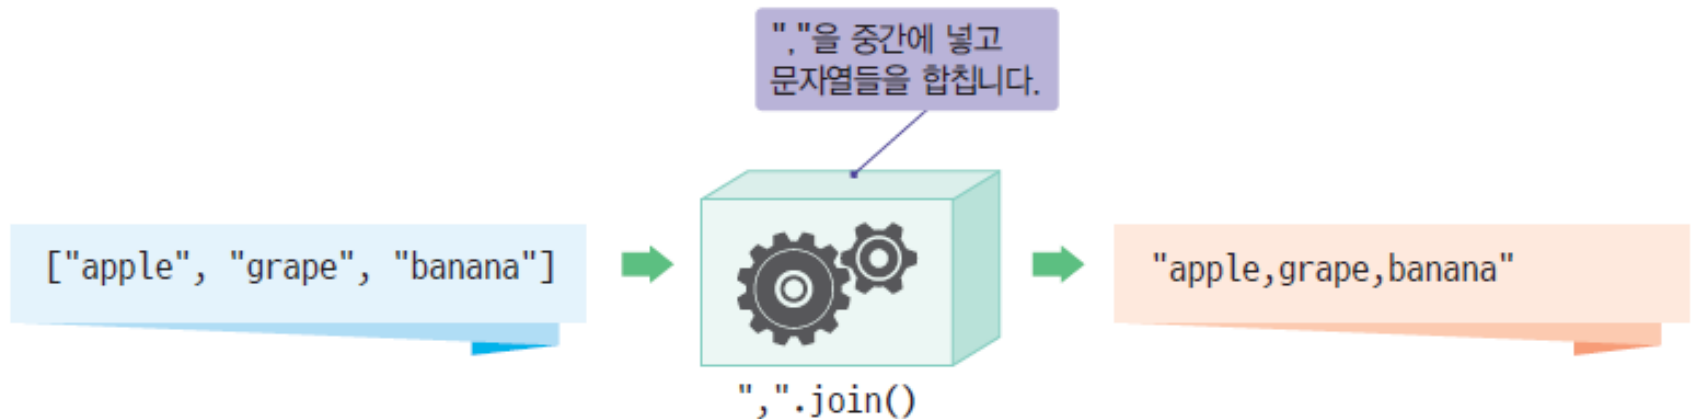 ","을 중간에 넣고
문자열들을 합칩니다.
["apple", "grape", "banana"]
"apple,grape,banana"
",".join()